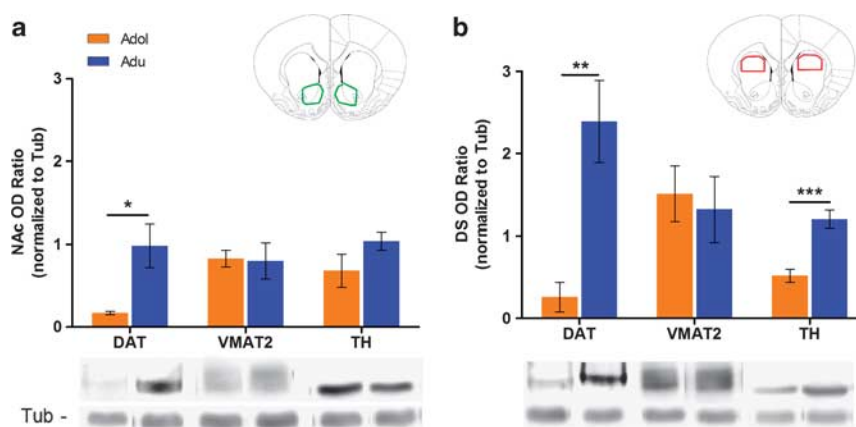 a
Adol
Adu
NAc OD Ratio
(normalized to Tub)
3
2
1
0
*
DAT
VMAT2
TH
Tub -
b
DS OD Ratio
(normalized to Tub)
3
2
1
0
**
***
DAT
VMAT2
TH